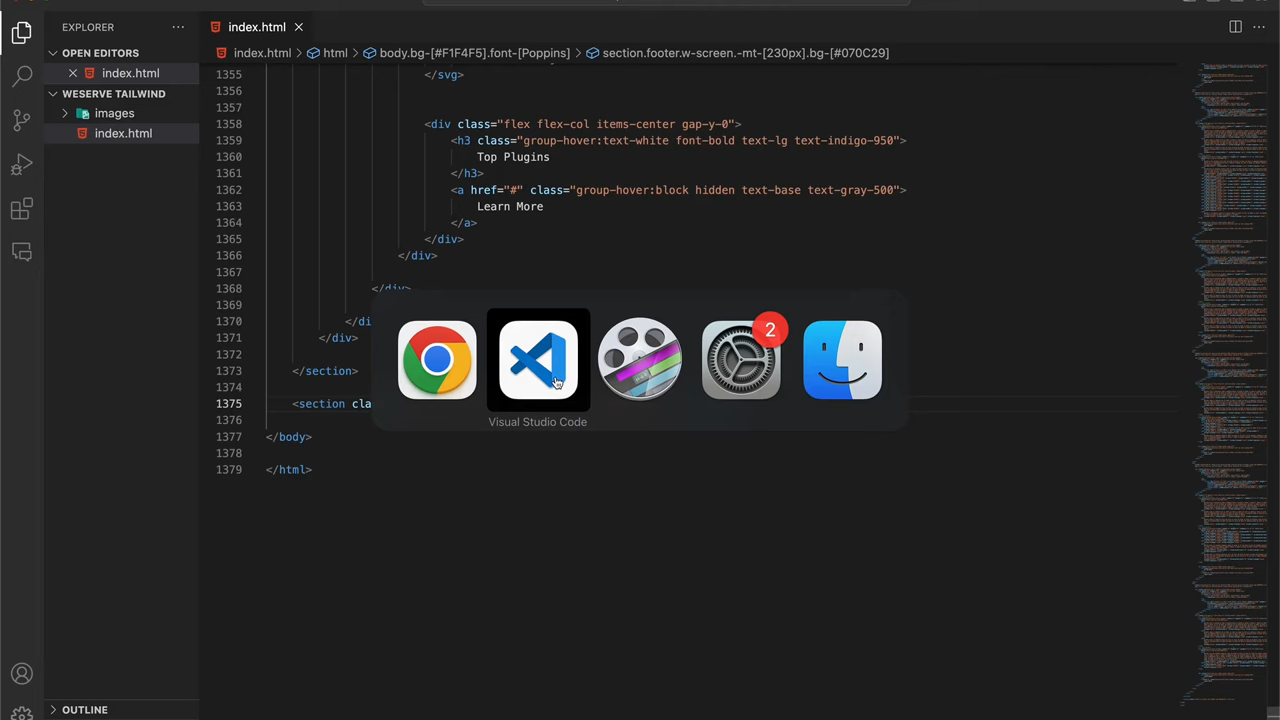 EXPLORER
OPEN EDITORS
index.html
WESERVE TAILWIND
images
index.html
OUTLINE
index.html
index.html
html
body.bg-[#F1F4F5].font-[Poppins]
section.footer.w-screen.-mt-[230px].bg-[#070C29]
1355 </svg>
1356
1357
1358 <div class="flex flex-col items-center gap-y-0">
1359 <h3 class="group-hover:text-white font-bold text-lg text-indigo-950">
1360 Top Plugins
1361 </h3>
1362 <a href="#" class="group-hover:block hidden text-base text-gray-500">
1363 Learn More
1364 </a>
1365 </div>
1366 </div>
1367
1368 </div>
1369
1370 </di
1371 </div>
1372
1373 </section>
1374
1375 <section cla
1376
1377 </body>
1378
1379 </html>
2
Visual Studio Code